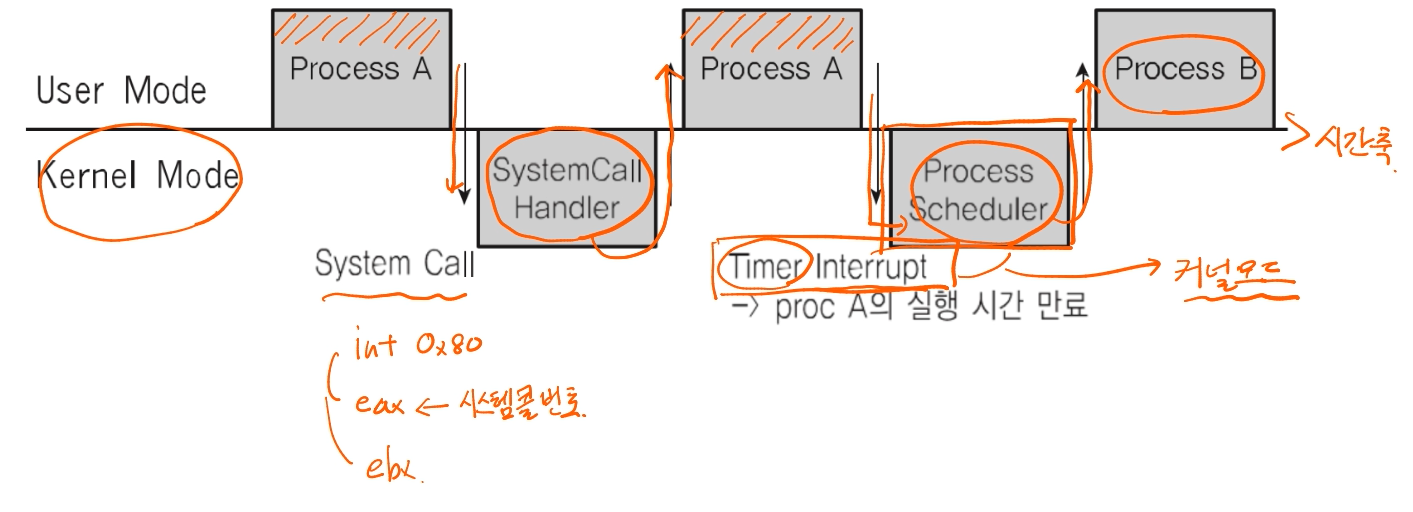 Process A
Process A
Process B
User Mode
시간축.
Kernel Mode
SystemCall
Handler
Process
Scheduler
System Call
Timer Interrupt
-> proc A의 실행 시간 만료
커널모드
int 0x80
eax ← 시스템콜번호.
ebx.